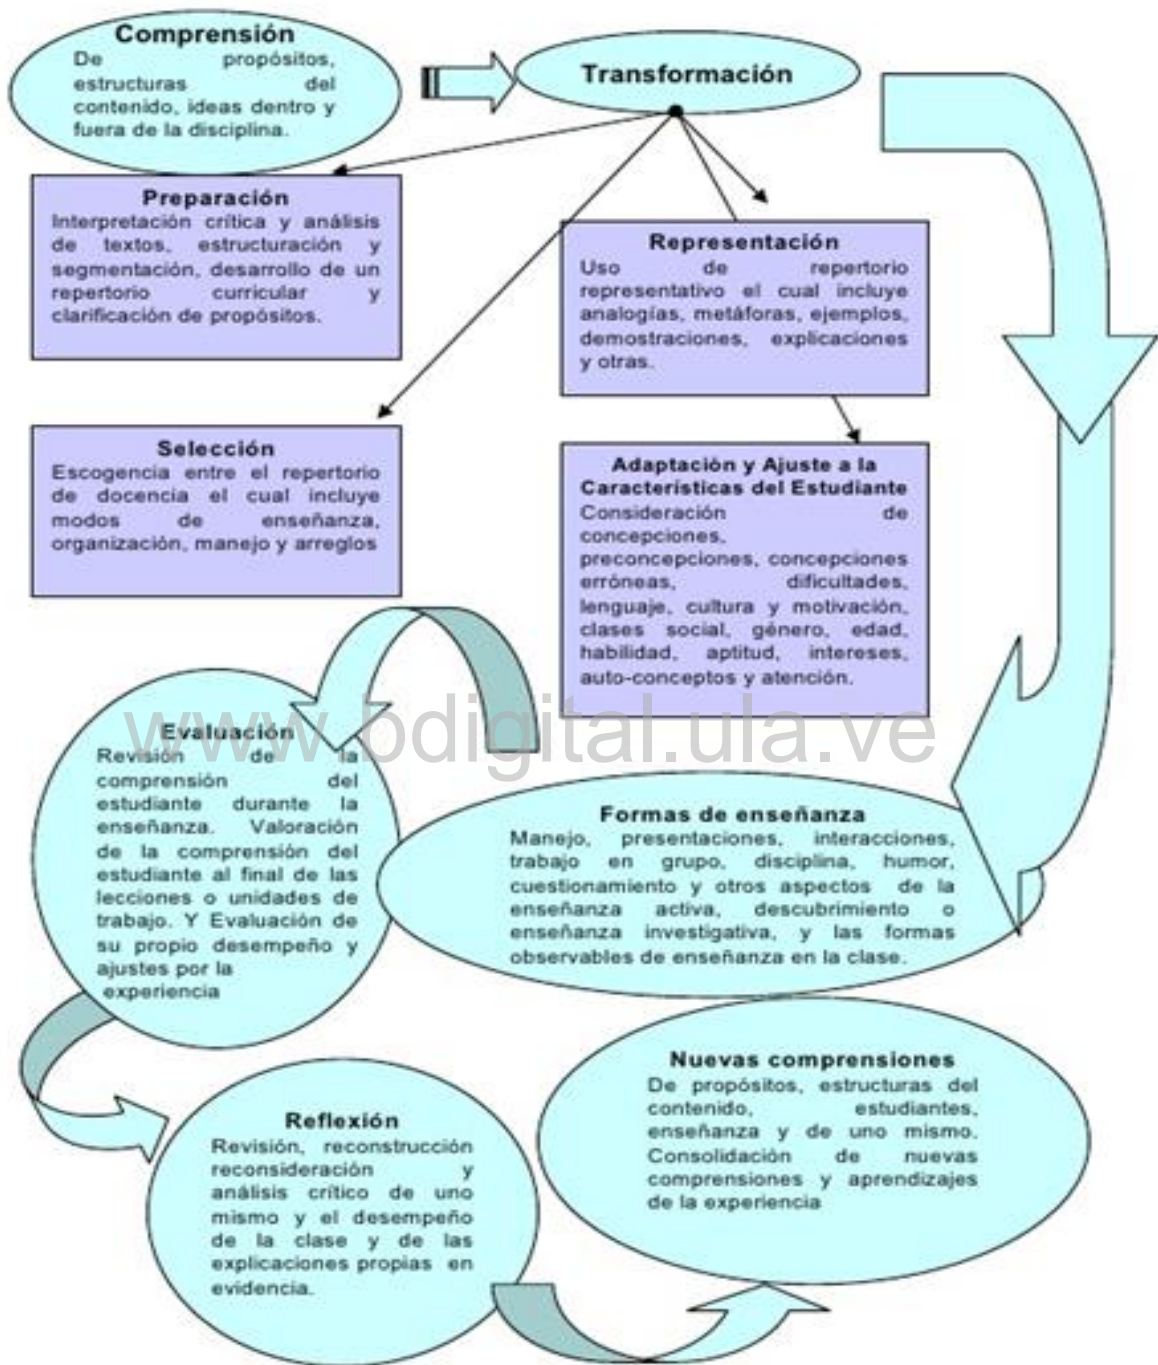 Comprensión
De propósitos,
estructuras del
contenido, ideas dentro y
fuera de la disciplina.
Transformación
Preparación
Interpretación crítica y análisis
de textos, estructuración y
segmentación, desarrollo de un
repertorio curricular y
clarificación de propósitos.
Representación
Uso de repertorio
representativo el cual incluye
analogías, metáforas, ejemplos,
demostraciones, explicaciones
y otras.
Selección
Escogencia entre el repertorio
de docencia el cual incluye
modos de enseñanza,
organización, manejo y arreglos
Adaptación y Ajuste a la
Características del Estudiante
Consideración de
concepciones,
preconcepciones, concepciones
erróneas, dificultades,
lenguaje, cultura y motivación,
clases social, género, edad,
habilidad, aptitud, intereses,
auto-conceptos y atención.
www.bdigital.ula.ve
Evaluación
Revisión de la
comprensión del
estudiante durante la
enseñanza. Valoración
de la comprensión del
estudiante al final de las
lecciones o unidades de
trabajo. Y Evaluación de
su propio desempeño y
ajustes por la
experiencia
Formas de enseñanza
Manejo, presentaciones, interacciones,
trabajo en grupo, disciplina, humor,
cuestionamiento y otros aspectos de la
enseñanza activa, descubrimiento o
enseñanza investigativa, y las formas
observables de enseñanza en la clase.
Reflexión
Revisión, reconstrucción
reconsideración y
análisis crítico de uno
mismo y el desempeño
de la clase y de las
explicaciones propias en
evidencia.
Nuevas comprensiones
De propósitos, estructuras del
contenido, estudiantes,
enseñanza y de uno mismo.
Consolidación de nuevas
comprensiones y aprendizajes
de la experiencia